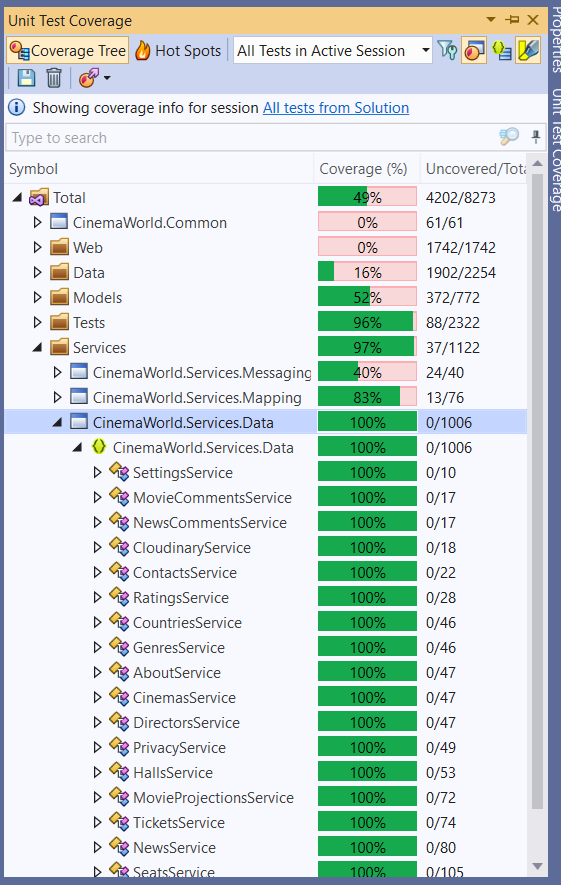 Unit Test Coverage
Coverage Tree Hot Spots All Tests in Active Session
Showing coverage info for session All tests from Solution
Type to search
Symbol Coverage (%) Uncovered/Tota
Total 49% 4202/8273
CinemaWorld.Common 0% 61/61
Web 0% 1742/1742
Data 16% 1902/2254
Models 52% 372/772
Tests 96% 88/2322
Services 97% 37/1122
CinemaWorld.Services.Messaging 40% 24/40
CinemaWorld.Services.Mapping 83% 13/76
CinemaWorld.Services.Data 100% 0/1006
CinemaWorld.Services.Data 100% 0/1006
SettingsService 100% 0/10
MovieCommentsService 100% 0/17
NewsCommentsService 100% 0/17
CloudinaryService 100% 0/18
ContactsService 100% 0/22
RatingsService 100% 0/28
CountriesService 100% 0/46
GenresService 100% 0/46
AboutService 100% 0/47
CinemasService 100% 0/47
DirectorsService 100% 0/47
PrivacyService 100% 0/49
HallsService 100% 0/53
MovieProjectionsService 100% 0/72
TicketsService 100% 0/74
NewsService 100% 0/80
SeatsService 100% 0/105
Properties
Unit Test Coverage